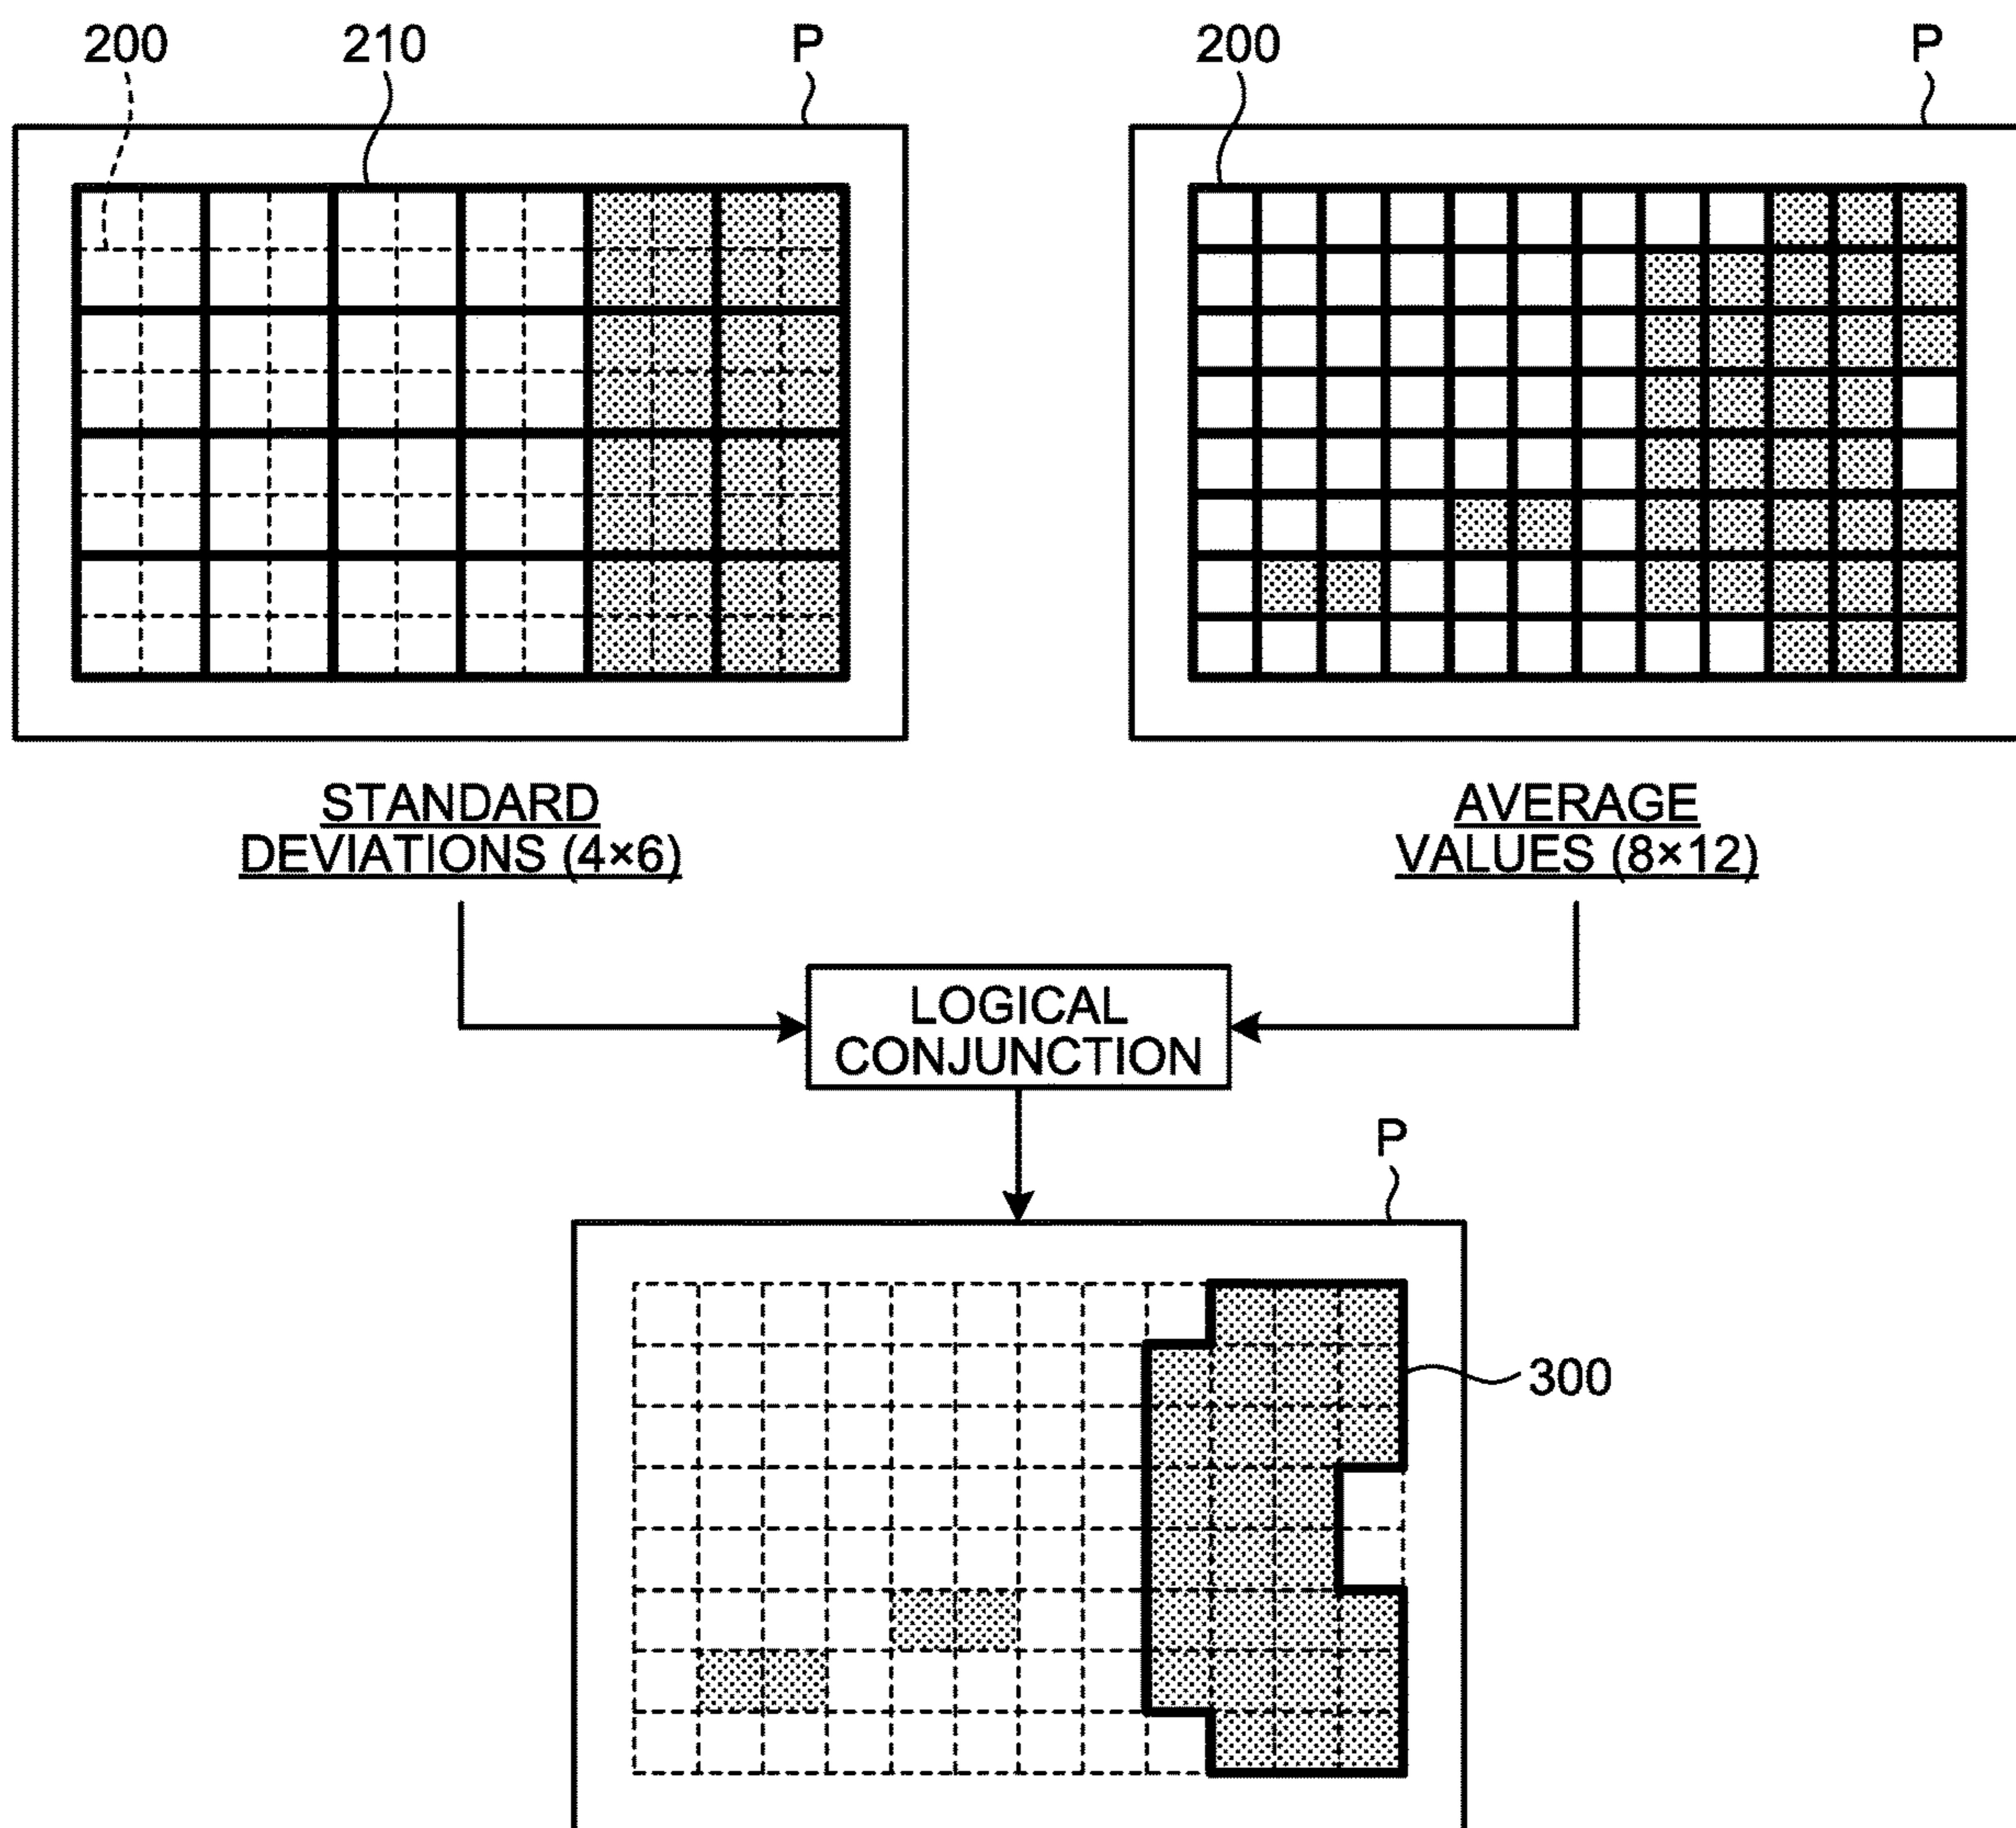 200 210 P 200 P
STANDARD DEVIATIONS (4×6)
AVERAGE VALUES (8×12)
LOGICAL CONJUNCTION
P
300